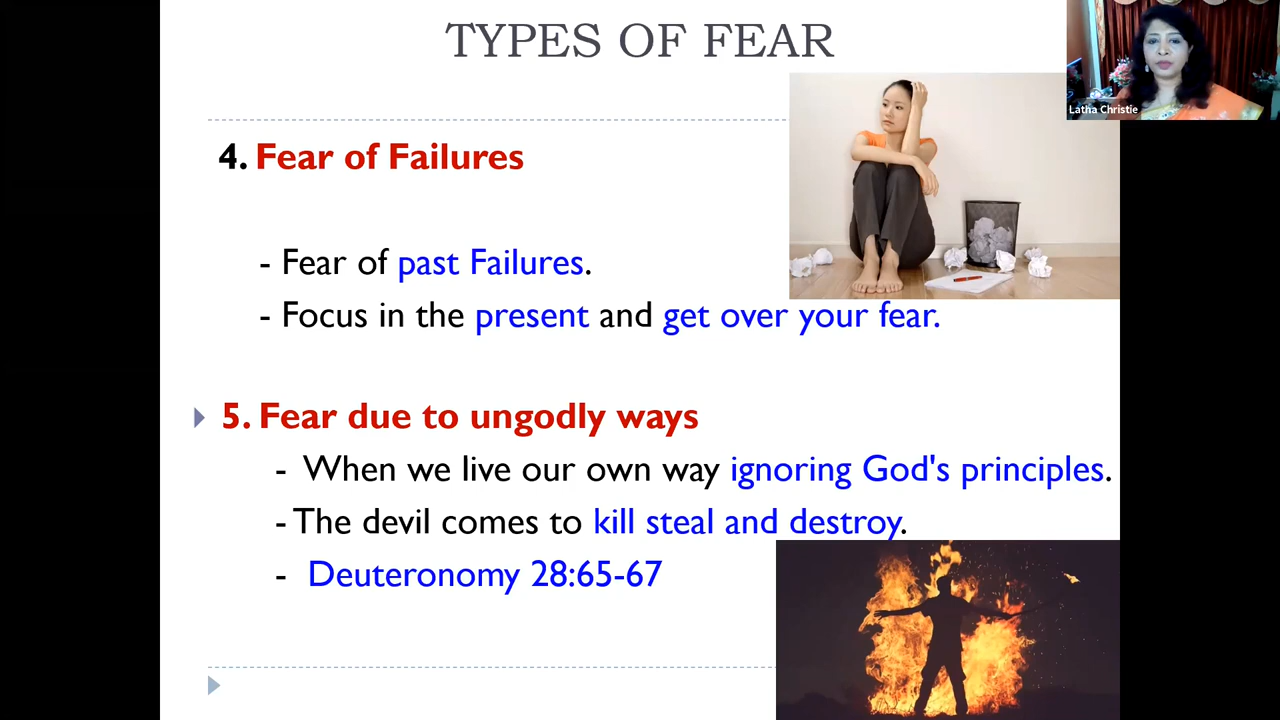 TYPES OF FEAR
Latha Christie
4. Fear of Failures
- Fear of past Failures.
- Focus in the present and get over your fear.
5. Fear due to ungodly ways
- When we live our own way ignoring God's principles.
- The devil comes to kill steal and destroy.
- Deuteronomy 28:65-67